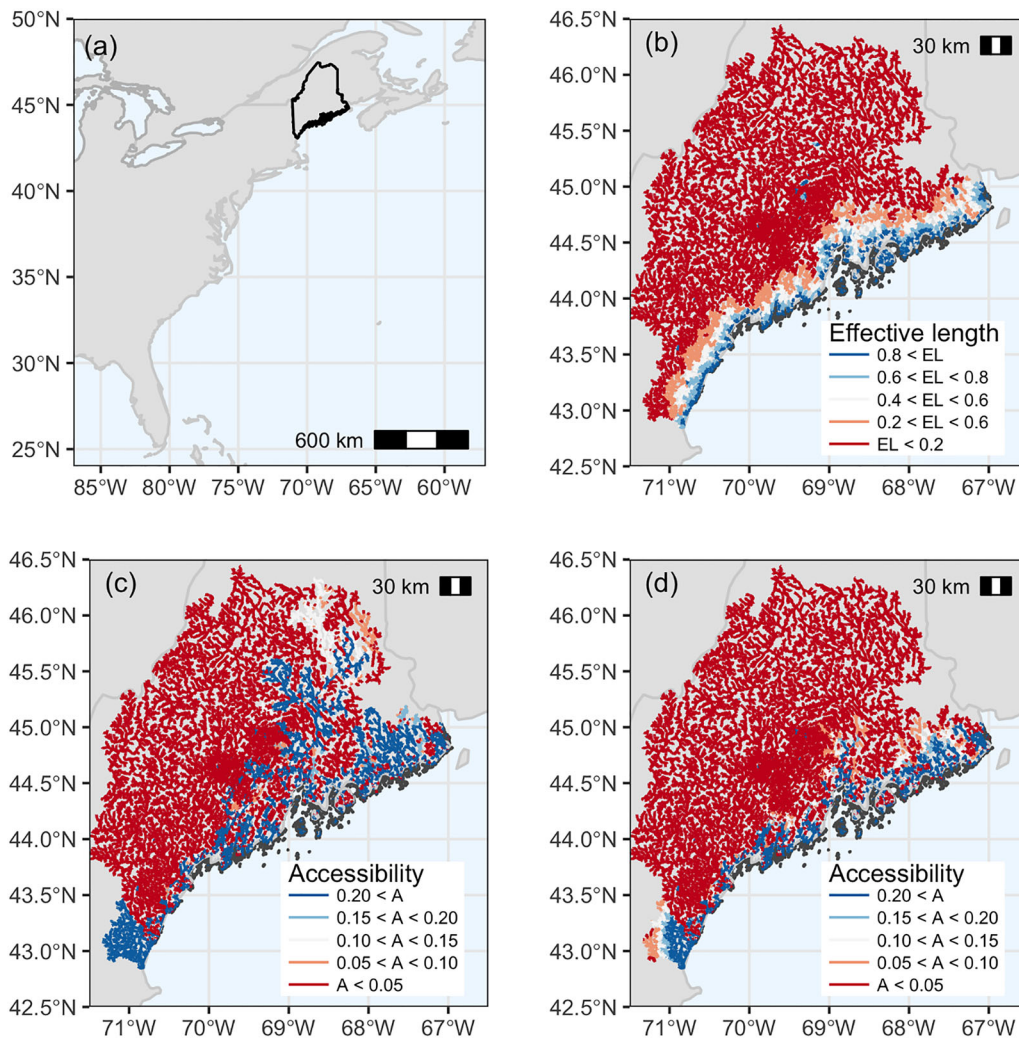 (a)
50°N
45°N
40°N
35°N
30°N
25°N
600 km
85°W 80°W 75°W 70°W 65°W 60°W
(b)
30 km
46.5°N
46.0°N
45.5°N
45.0°N
44.5°N
44.0°N
43.5°N
43.0°N
42.5°N
Effective length
0.8 < EL
0.6 < EL < 0.8
0.4 < EL < 0.6
0.2 < EL < 0.6
EL < 0.2
71°W 70°W 69°W 68°W 67°W
(c)
30 km
46.5°N
46.0°N
45.5°N
45.0°N
44.5°N
44.0°N
43.5°N
43.0°N
42.5°N
Accessibility
0.20 < A
0.15 < A < 0.20
0.10 < A < 0.15
0.05 < A < 0.10
A < 0.05
71°W 70°W 69°W 68°W 67°W
(d)
30 km
46.5°N
46.0°N
45.5°N
45.0°N
44.5°N
44.0°N
43.5°N
43.0°N
42.5°N
Accessibility
0.20 < A
0.15 < A < 0.20
0.10 < A < 0.15
0.05 < A < 0.10
A < 0.05
71°W 70°W 69°W 68°W 67°W